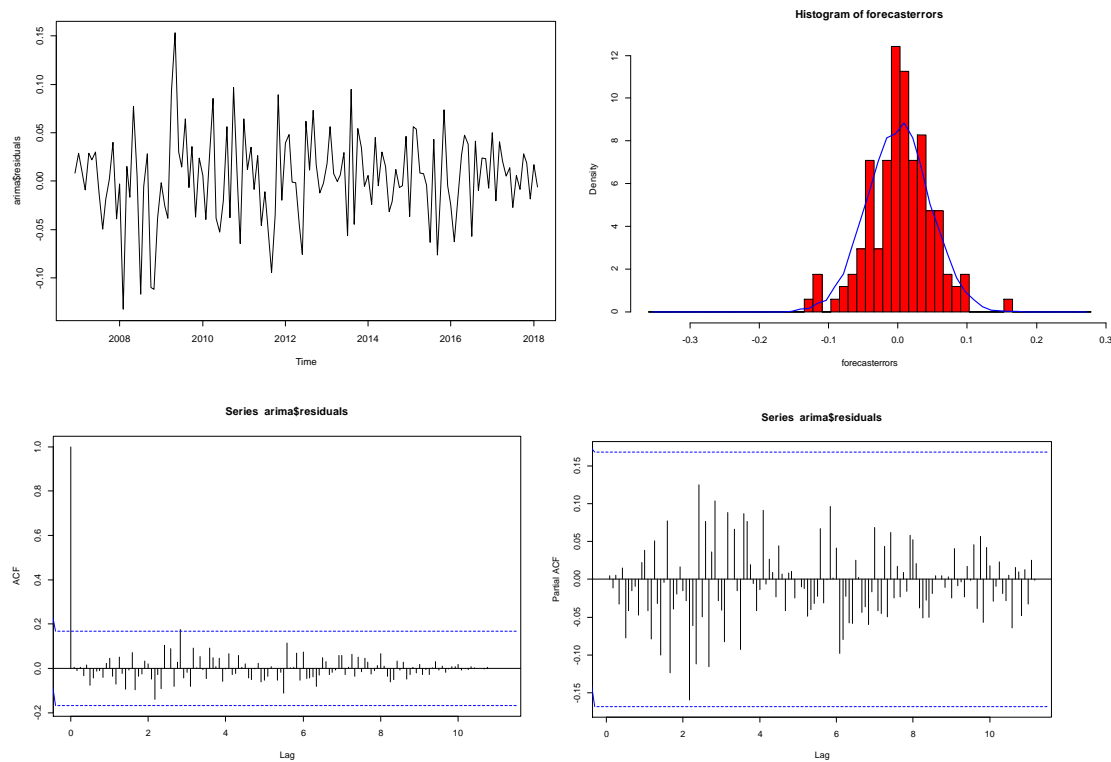 arima$residuals
0.15
0.10
0.05
0.00
-0.05
-0.10
2008 2010 2012 2014 2016 2018
Time
Histogram of forecasterrors
Density
12
10
8
6
4
2
0
-0.3 -0.2 -0.1 0.0 0.1 0.2 0.3
forecasterrors
Series arima$residuals
ACF
1.0
0.8
0.6
0.4
0.2
0.0
-0.2
0 2 4 6 8 10
Lag
Series arima$residuals
Partial ACF
0.15
0.10
0.05
0.00
-0.05
-0.10
-0.15
0 2 4 6 8 10
Lag